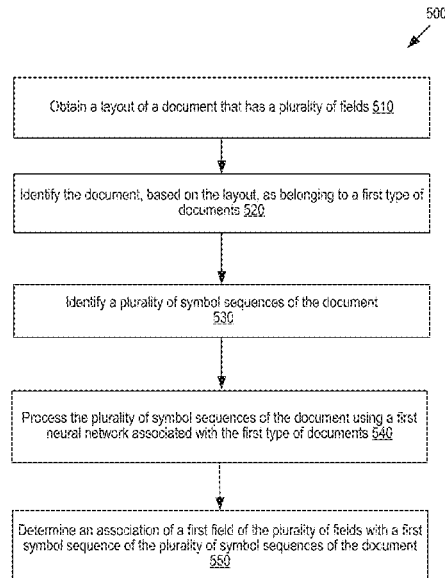 500
Obtain a layout of a document that has a plurality of fields 510
Identify the document, based on the layout, as belonging to a first type of
documents 520
Identify a plurality of symbol sequences of the document
530
Process the plurality of symbol sequences of the document using a first
neural network associated with the first type of documents 540
Determine an association of a first field of the plurality of fields with a first
symbol sequence of the plurality of symbol sequences of the document
550